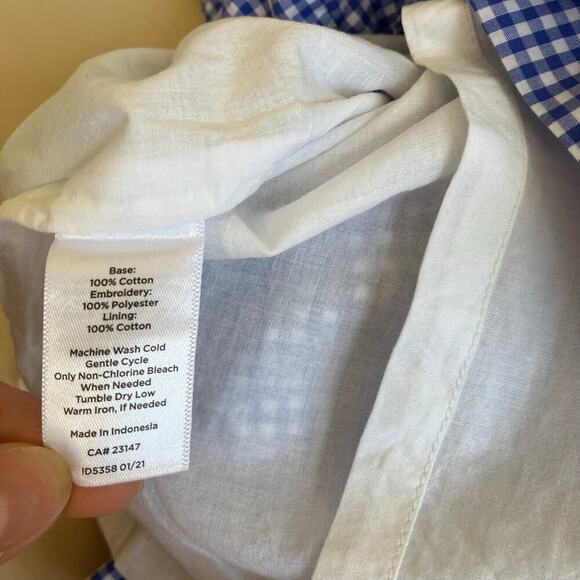 Base:
100% Cotton
Embroidery:
100% Polyester
Lining:
100% Cotton
Machine Wash Cold
Gentle Cycle
Only Non-Chlorine Bleach
When Needed
Tumble Dry Low
Warm Iron, If Needed
Made in Indonesia
CA# 23147
ID5358 01/21